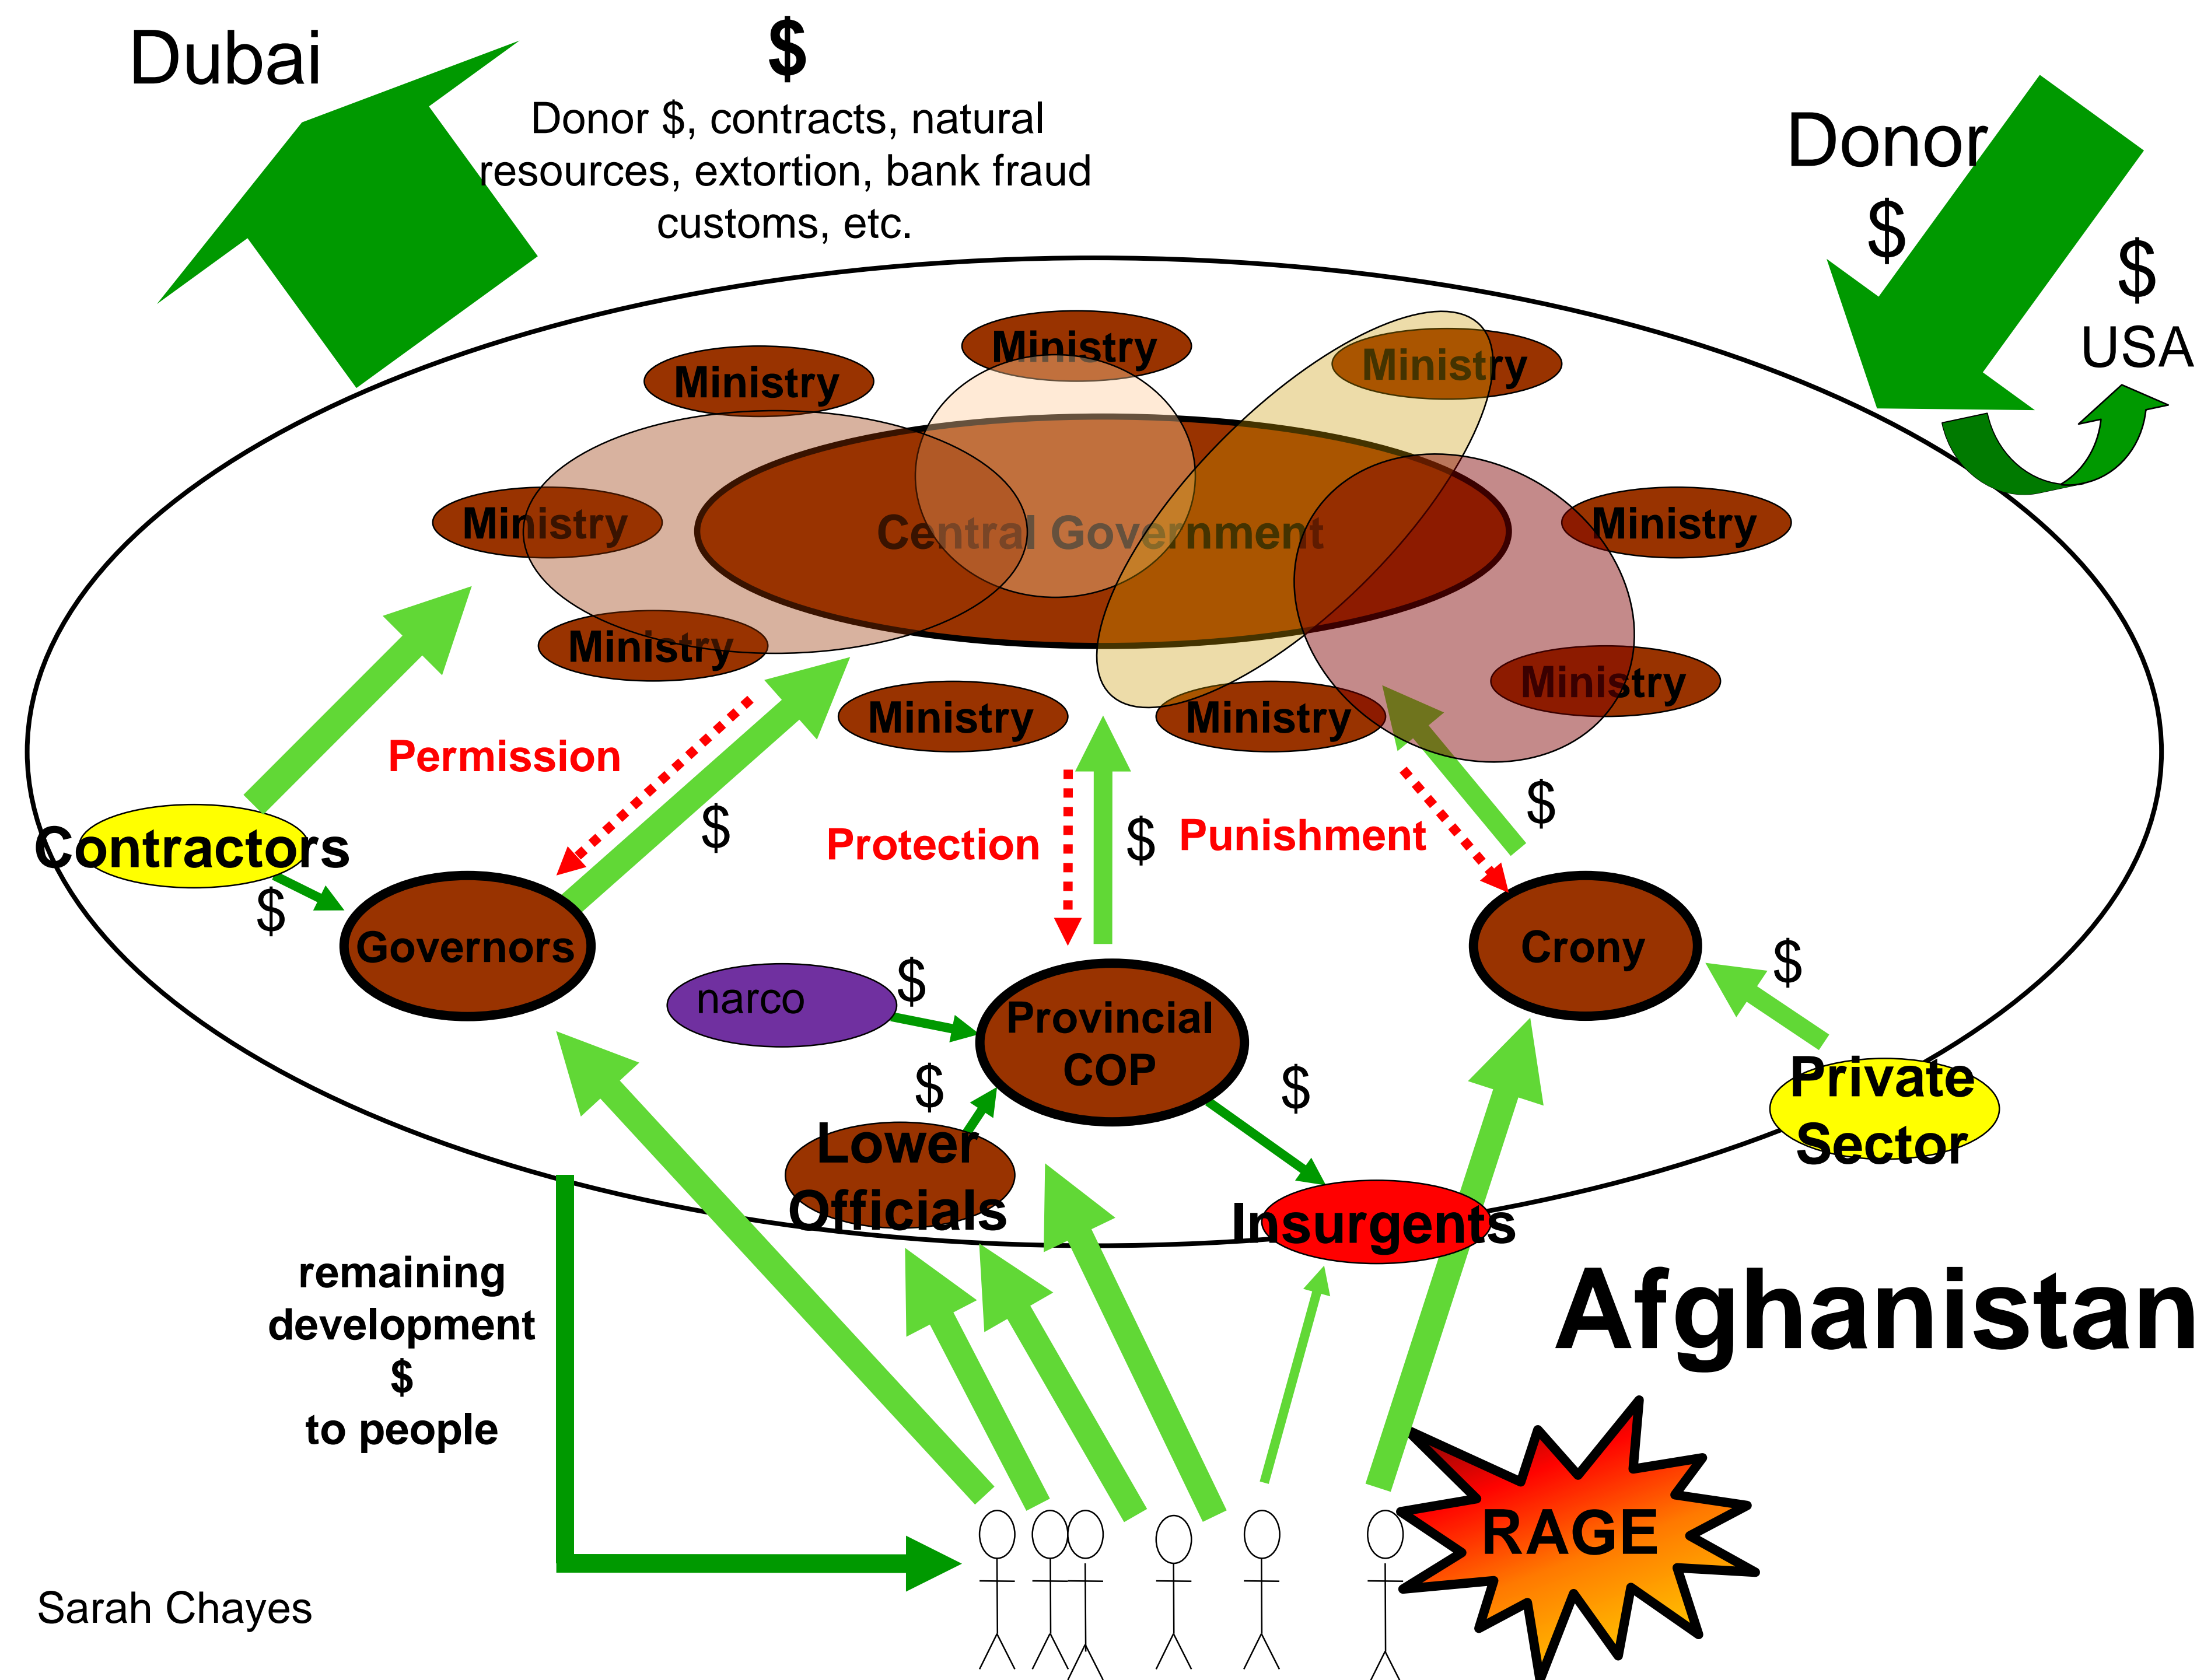 Dubai
$
Donor $, contracts, natural
resources, extortion, bank fraud
customs, etc.
Donor
$
$
USA
Ministry
Ministry
Ministry
Ministry
Central Government
Ministry
Ministry
Ministry
Ministry
Ministry
Permission
$
Protection
$
Punishment
$
Contractors
$
Governors
narco
$
Provincial
COP
Crony
$
$
Lower
Officials
$
Private
Sector
Insurgents
remaining
development
$
to people
Afghanistan
RAGE
Sarah Chayes